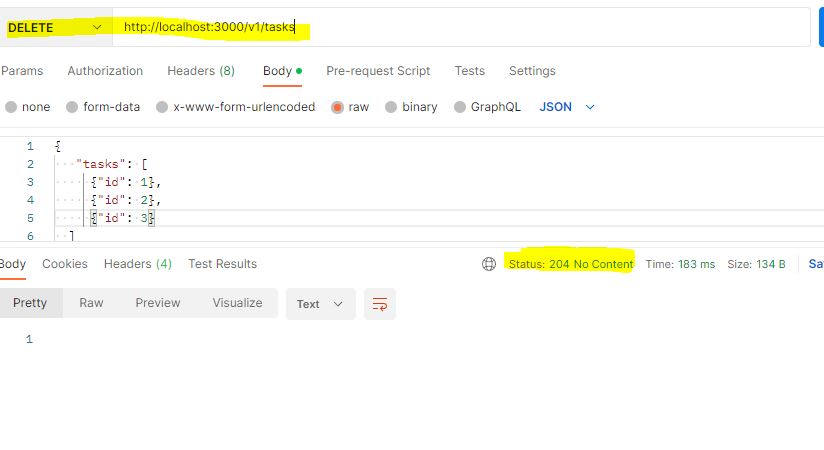 DELETE http://localhost:3000/v1/tasks
Params Authorization Headers (8) Body Pre-request Script Tests Settings
none form-data x-www-form-urlencoded raw binary GraphQL JSON
1 {
2 "tasks": [
3 {"id": 1},
4 {"id": 2},
5 {"id": 3}
6 ]
Body Cookies Headers (4) Test Results Status: 204 No Content Time: 183 ms Size: 134 B Sa
Pretty Raw Preview Visualize Text
1